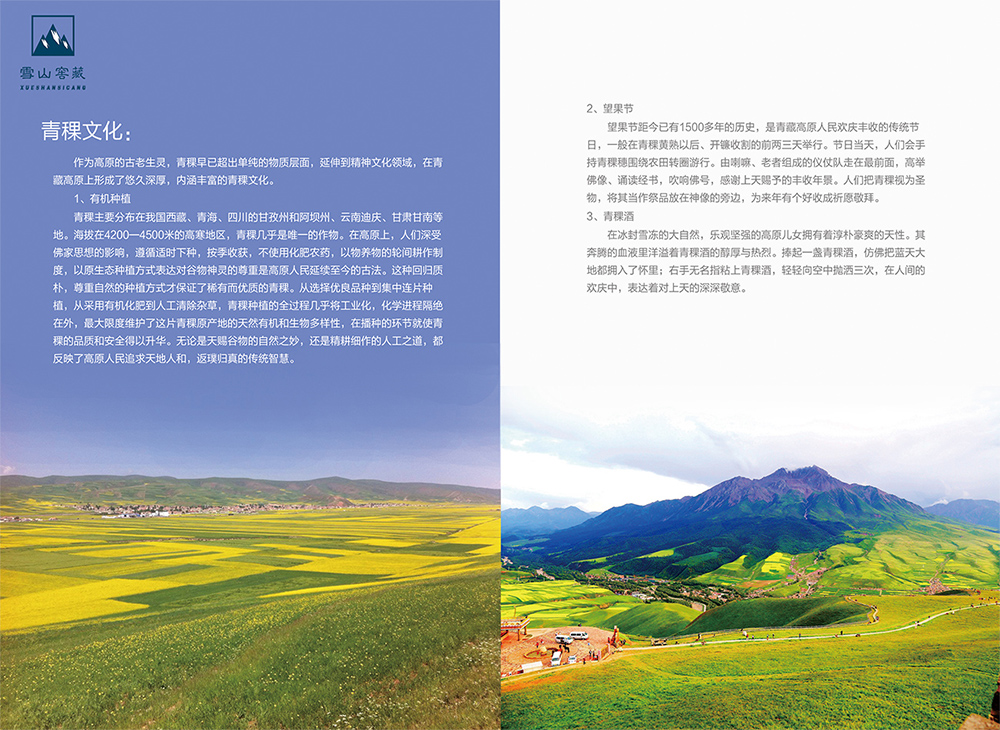 雪山窖藏
XUESHANSICANG
青稞文化：
作为高原的古老生灵，青稞早已超出单纯的物质层面，延伸到精神文化领域，在青
藏高原上形成了悠久深厚，内涵丰富的青稞文化。
1、有机种植
青稞主要分布在我国西藏、青海、四川的甘孜州和阿坝州、云南迪庆、甘肃甘南等
地。海拔在4200—4500米的高寒地区，青稞几乎是唯一的作物。在高原上，人们深受
佛家思想的影响，遵循适时下种，按季收获，不使用化肥农药，以物养物的轮间耕作制
度，以原生态种植方式表达对谷物神灵的尊重是高原人民延续至今的古法。这种回归质
朴，尊重自然的种植方式才保证了稀有而优质的青稞。从选择优良品种到集中连片种
植，从采用有机化肥到人工清除杂草，青稞种植的全过程几乎将工业化，化学进程隔绝
在外，最大限度维护了这片青稞原产地的天然有机和生物多样性，在播种的环节就使青
稞的品质和安全得以升华。无论是天赐谷物的自然之妙，还是精耕细作的人工之道，都
反映了高原人民追求天地人和，返璞归真的传统智慧。
2、望果节
望果节距今已有1500多年的历史，是青藏高原人民欢庆丰收的传统节
日，一般在青稞黄熟以后、开镰收割的前两三天举行。节日当天，人们会手
持青稞穗围绕农田转圈游行。由喇嘛、老者组成的仪仗队走在最前面，高举
佛像、诵读经书，吹响佛号，感谢上天赐予的丰收年景。人们把青稞视为圣
物，将其当作祭品放在神像的旁边，为来年有个好收成祈愿敬拜。
3、青稞酒
在冰封雪冻的大自然，乐观坚强的高原儿女拥有着淳朴豪爽的天性。其
奔腾的血液里洋溢着青稞酒的醇厚与热烈。捧起一盏青稞酒，仿佛把蓝天大
地都拥入了怀里；右手无名指粘上青稞酒，轻轻向空中抛洒三次，在人间的
欢庆中，表达着对上天的深深敬意。